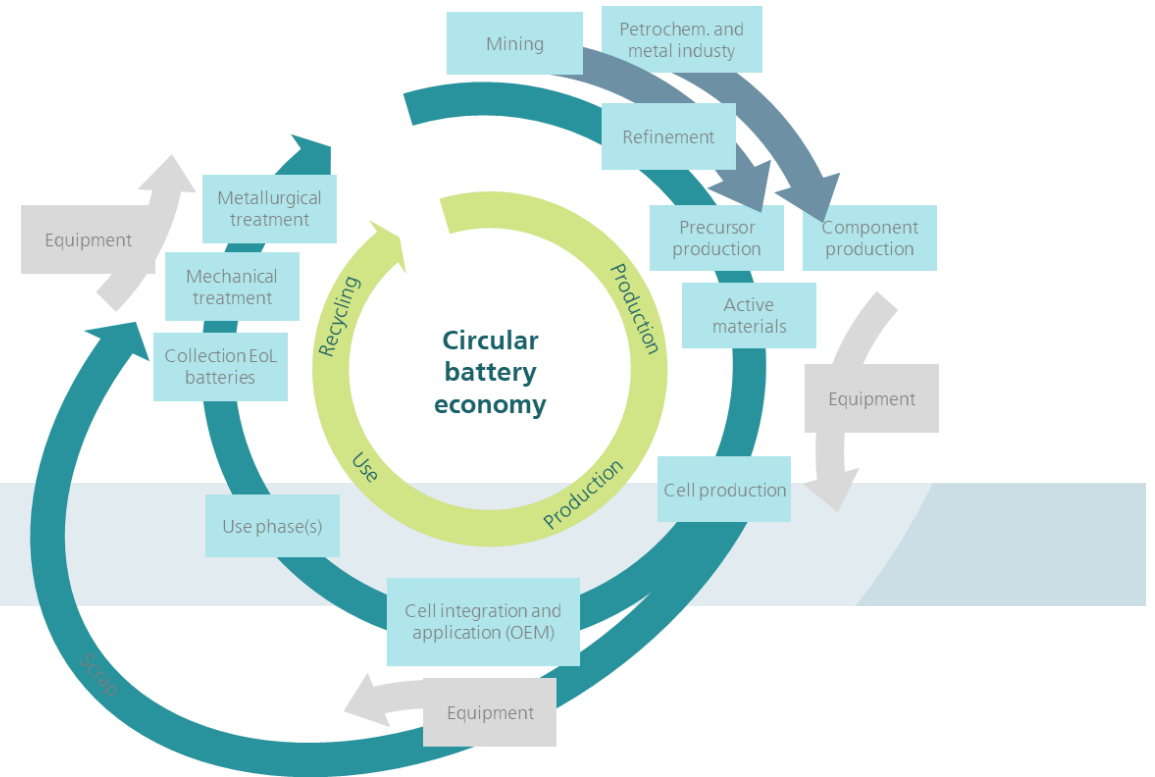 Mining
Petrochem. and
metal industy
Refinement
Metallurgical
treatment
Equipment
Precursor
production
Component
production
Mechanical
treatment
Production
Recycling
Active
materials
Circular
battery
economy
Collection EoL
batteries
Equipment
Use
Production
Cell production
Use phase(s)
Cell integration and
application (OEM)
Scrap
Equipment